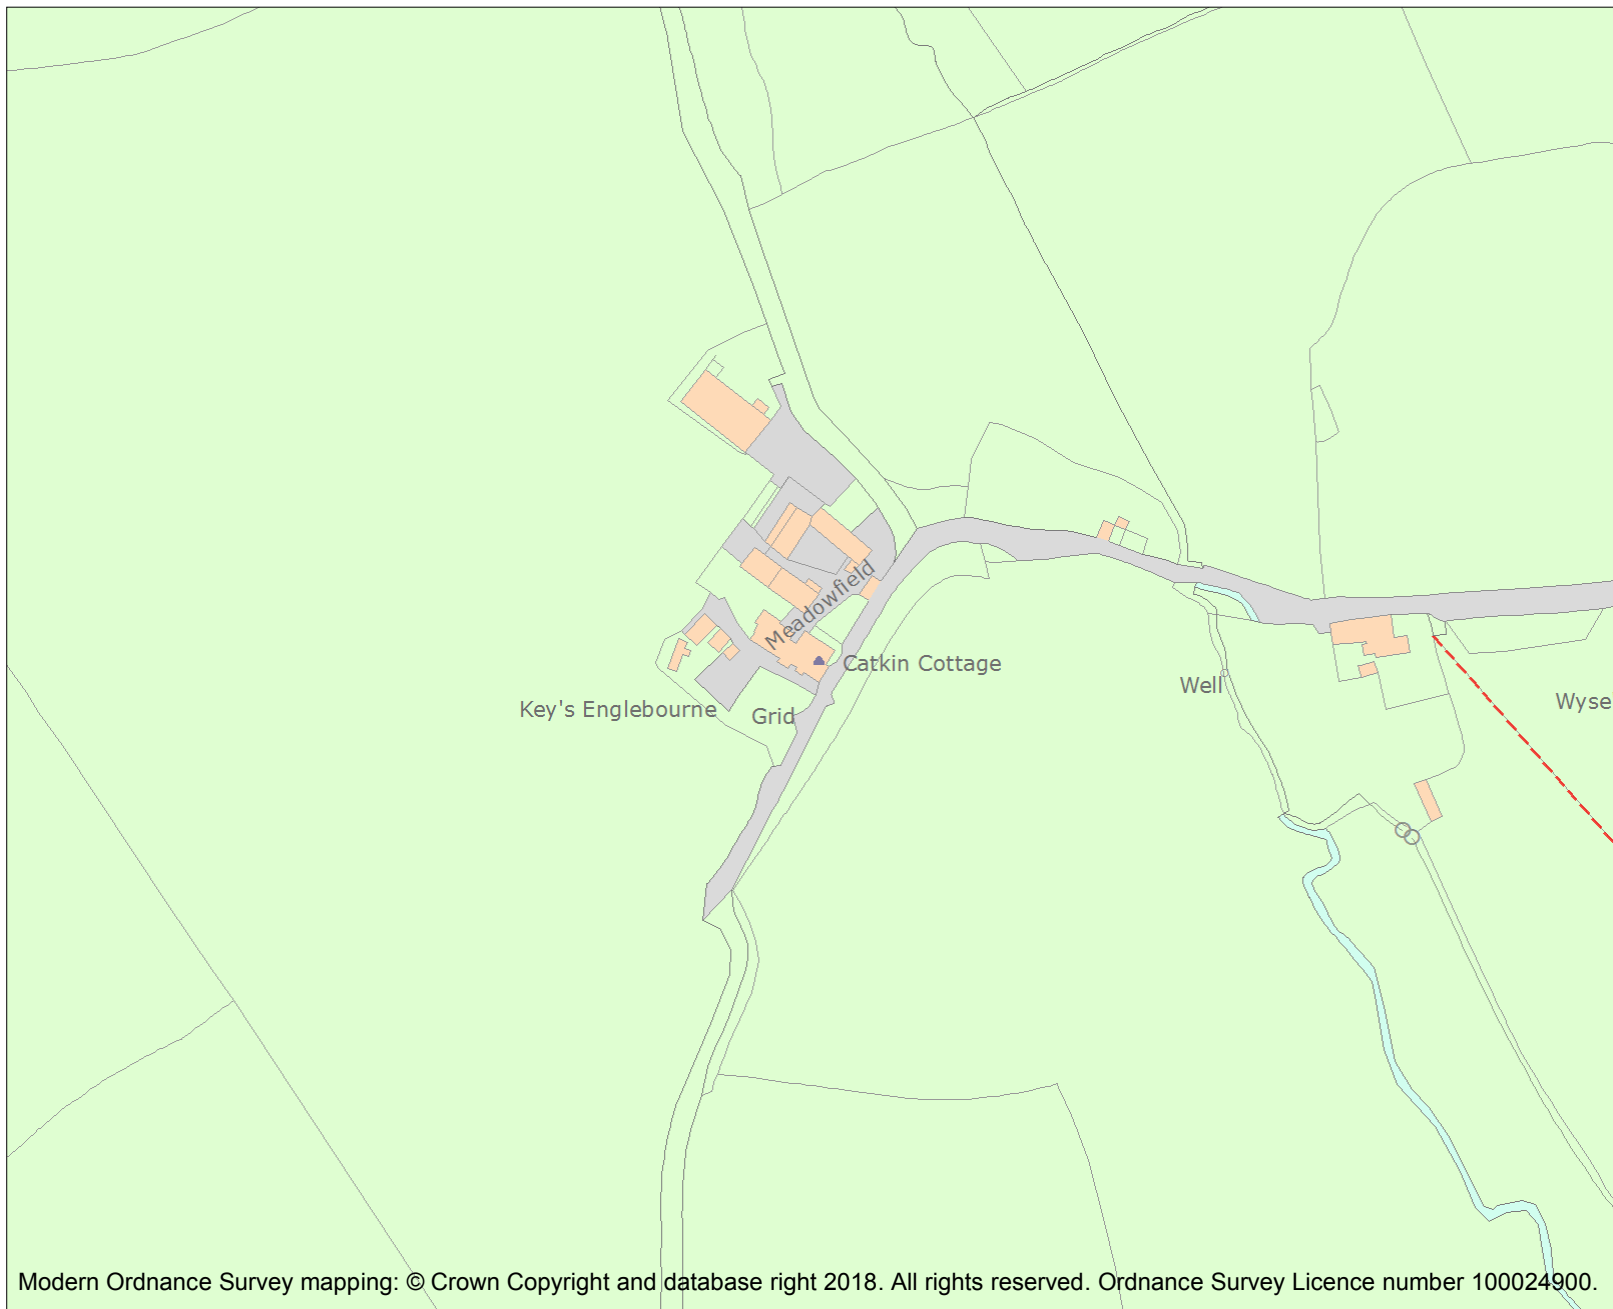 Meadowfield
Catkin Cottage
Well
Key's Englebourne
Grid
Wyse
Modern Ordnance Survey mapping: © Crown Copyright and database right 2018. All rights reserved. Ordnance Survey Licence number 100024900.